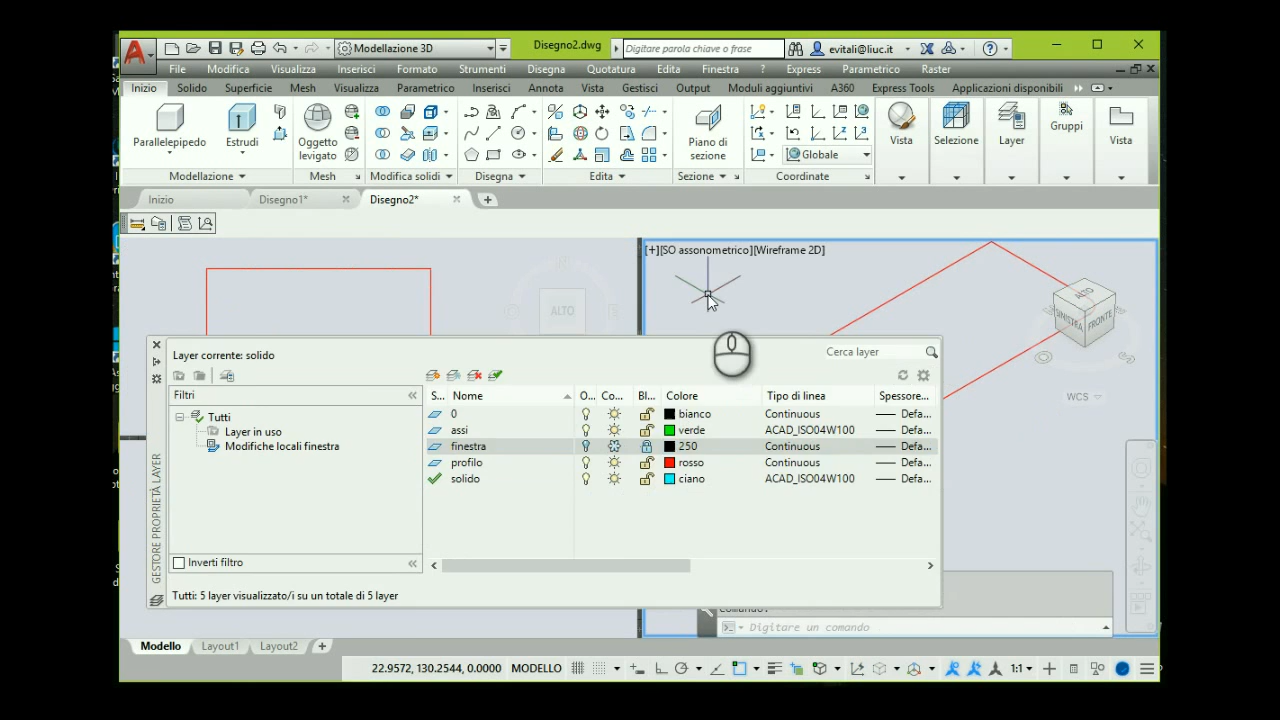 Modellazione 3D
Disegno2.dwg
Digitare parola chiave o frase
evitali@liuc.it
File Modifica Visualizza Inserisci Formato Strumenti Disegna Quotatura Edita Finestra ? Express Parametrico Raster
Inizio Solido Superficie Mesh Visualizza Parametrico Inserisci Annota Vista Gestisci Output Moduli aggiuntivi A360 Express Tools Applicazioni disponibili
Parallelepipedo
Estrudi
Oggetto
levigato
Piano di
sezione
Globale
Vista
Selezione
Layer
Gruppi
Vista
Modellazione Mesh Modifica solidi Disegna Edita Sezione Coordinate
Inizio Disegno1* Disegno2*
[+][SO assonometrico][Wireframe 2D]
ALTO
ALTO
SINISTRA
FRONTE
WCS
GESTORE PROPRIETÀ LAYER
Layer corrente: solido
Cerca layer
Filtri
Tutti
Layer in uso
Modifiche locali finestra
Inverti filtro
S... Nome O... Co... Bl... Colore Tipo di linea Spessore...
0 bianco Continuous Defa...
assi verde ACAD_ISO04W100 Defa...
finestra 250 Continuous Defa...
profilo rosso Continuous Defa...
solido ciano ACAD_ISO04W100 Defa...
Tutti: 5 layer visualizzato/i su un totale di 5 layer
Comando:
Digitare un comando
Modello Layout1 Layout2
22.9572, 130.2544, 0.0000 MODELLO
1:1